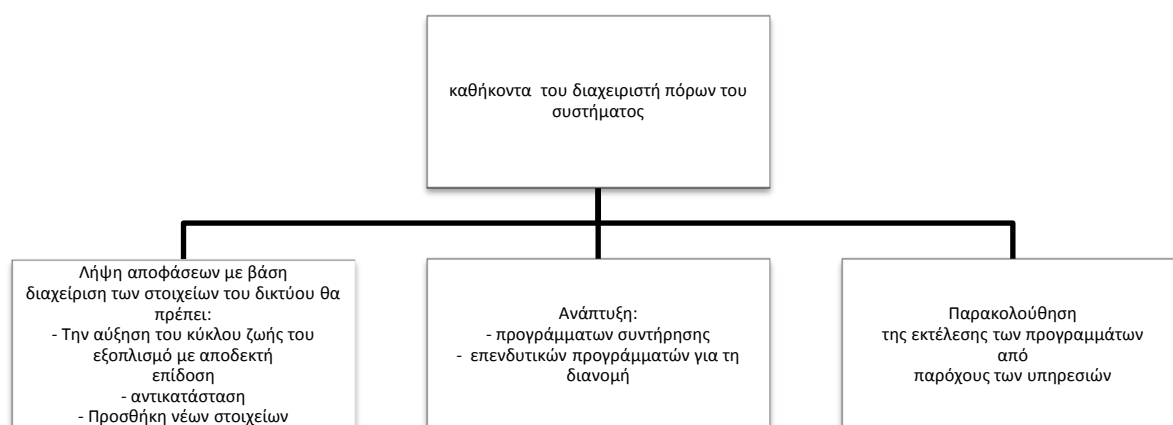 καθήκοντα του διαχειριστή πόρων του
συστήματος
Λήψη αποφάσεων με βάση
διαχείριση των στοιχείων του δικτύου θα
πρέπει:
- Την αύξηση του κύκλου ζωής του
εξοπλισμό με αποδεκτή
επίδοση
- αντικατάσταση
- Προσθήκη νέων στοιχείων
Ανάπτυξη:
- προγράμματων συντήρησης
- επενδυτικών προγράμματών για τη
διανομή
Παρακολούθηση
της εκτέλεσης των προγραμμάτων
από
παρόχους των υπηρεσιών